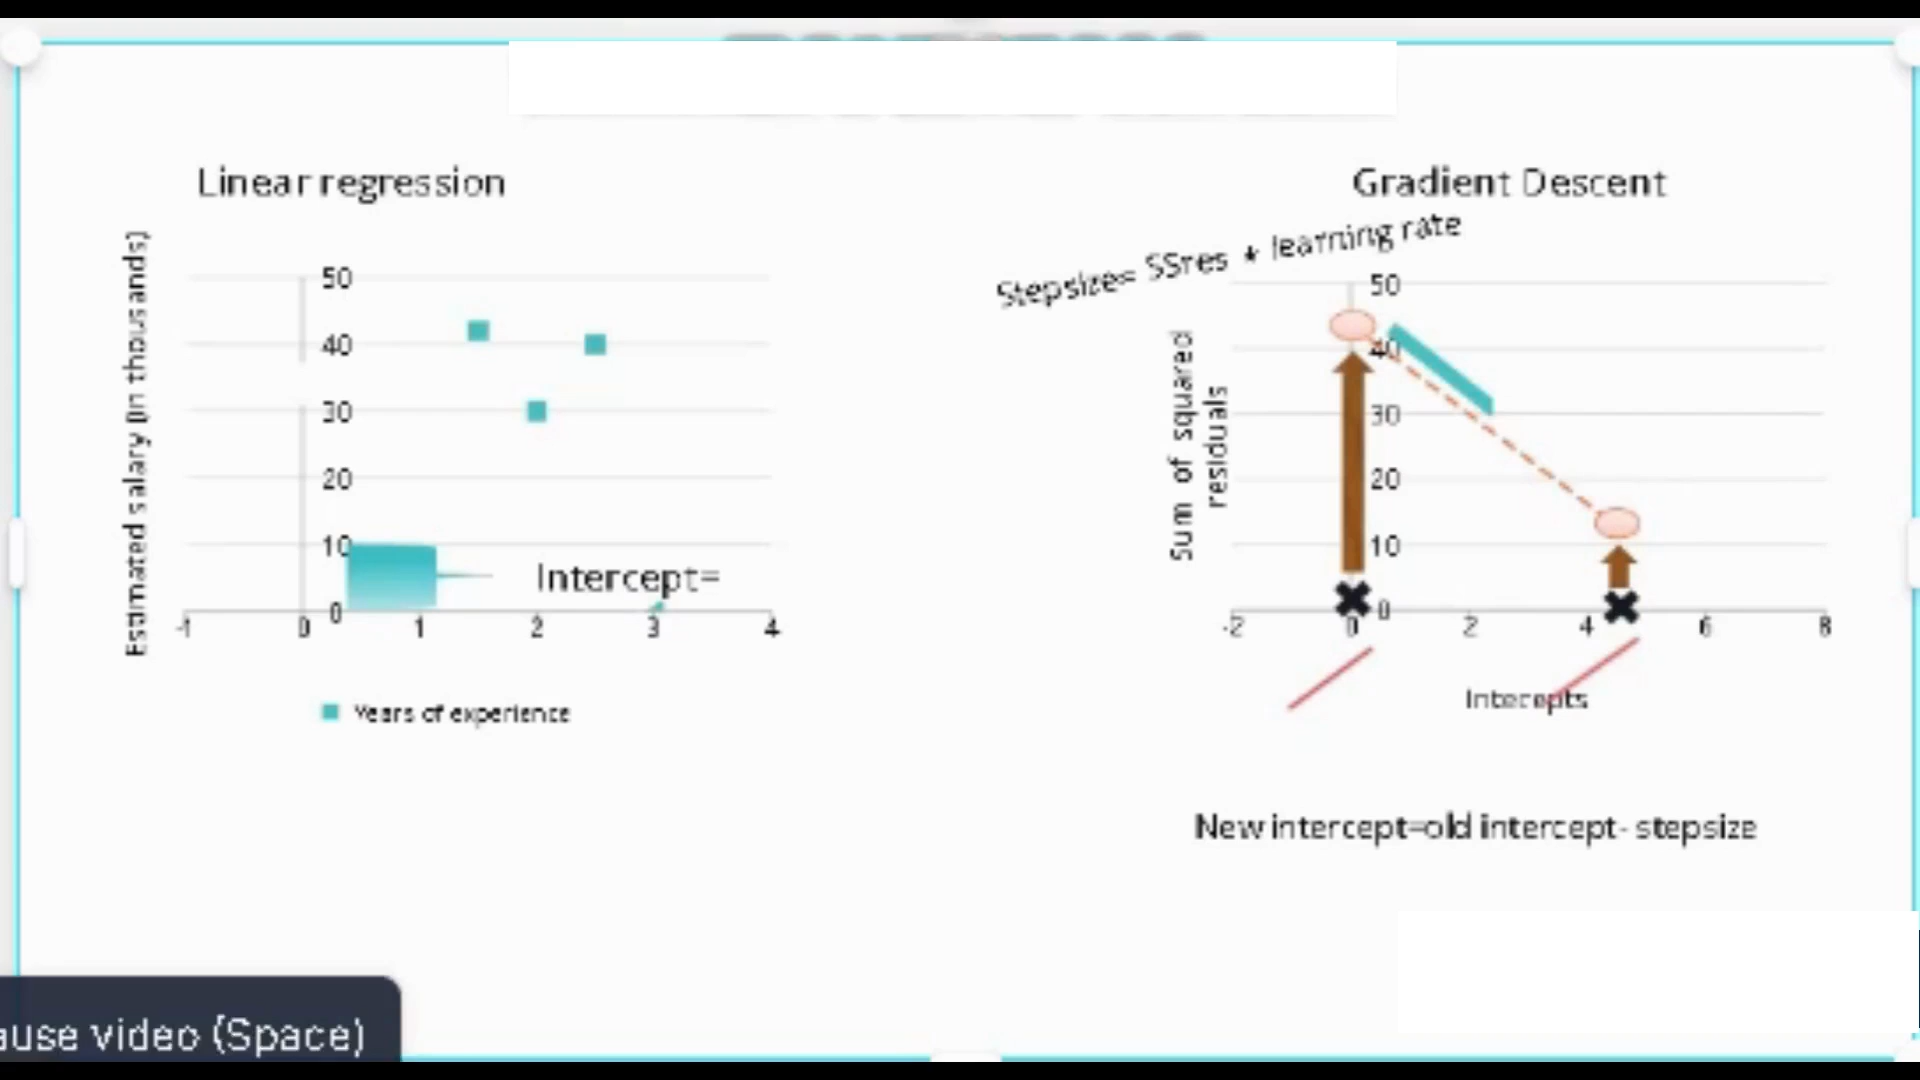 Linear regression
Estimated salary (in thousands)
50
40
30
20
10
0
-1 0 1 2 3 4
Intercept=
Years of experience
Gradient Descent
Stepsize= SSres * learning rate
Sum of squared
residuals
50
40
30
20
10
0
-2 0 2 4 6 8
Intercepts
New intercept=old intercept- stepsize
ause video (Space)